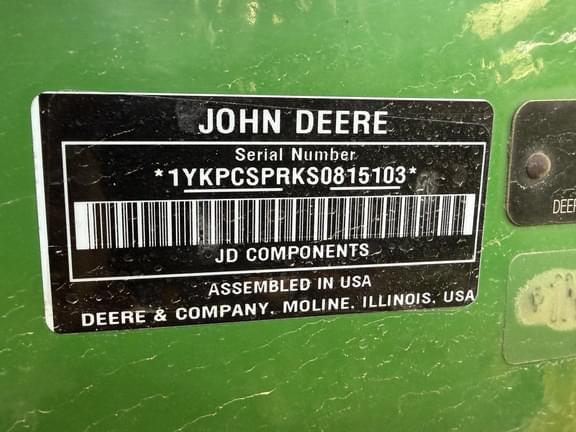 JOHN DEERE
Serial Number
*1YKPCSPRKS0815103*
JD COMPONENTS
ASSEMBLED IN USA
DEERE & COMPANY, MOLINE, ILLINOIS, USA